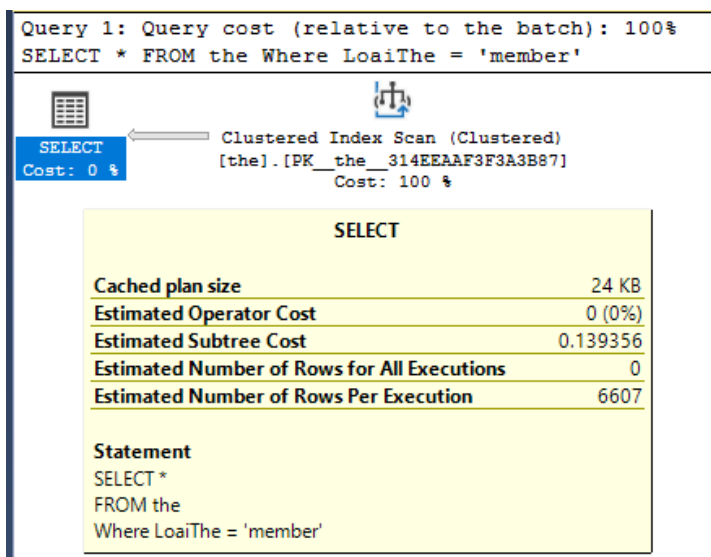 Query 1: Query cost (relative to the batch): 100%
SELECT * FROM the Where LoaiThe = 'member'
SELECT
Cost: 0 %
Clustered Index Scan (Clustered)
[the].[PK__the__314EEAAF3F3A3B87]
Cost: 100 %
SELECT
Cached plan size 24 KB
Estimated Operator Cost 0 (0%)
Estimated Subtree Cost 0.139356
Estimated Number of Rows for All Executions 0
Estimated Number of Rows Per Execution 6607
Statement
SELECT *
FROM the
Where LoaiThe = 'member'